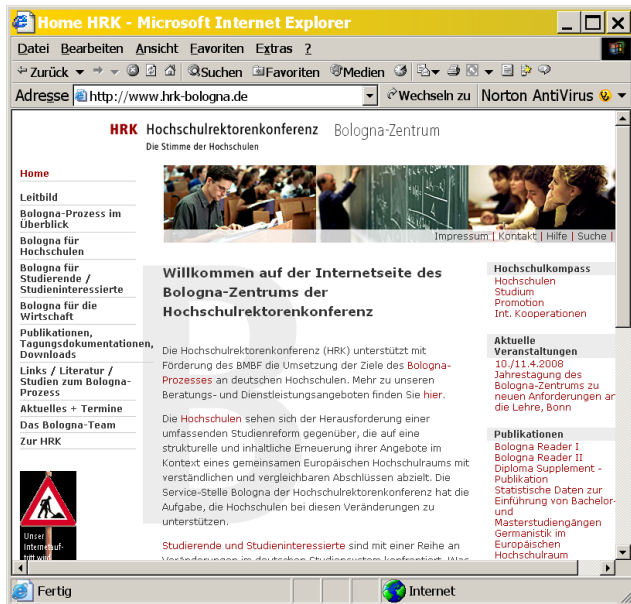 Home HRK - Microsoft Internet Explorer
Datei Bearbeiten Ansicht Favoriten Extras ?
Zurück Suchen Favoriten Medien
Adresse http://www.hrk-bologna.de Wechseln zu Norton AntiVirus
HRK Hochschulrektorenkonferenz Bologna-Zentrum
Die Stimme der Hochschulen
Impressum | Kontakt | Hilfe | Suche |
Home
Leitbild
Bologna-Prozess im
Überblick
Bologna für
Hochschulen
Bologna für
Studierende /
Studieninteressierte
Bologna für die
Wirtschaft
Publikationen,
Tagungsdokumentationen,
Downloads
Links / Literatur /
Studien zum Bologna-
Prozess
Aktuelles + Termine
Das Bologna-Team
Zur HRK
Unser
Internetauf-
tritt wird
B
Willkommen auf der Internetseite des
Bologna-Zentrums der
Hochschulrektorenkonferenz
Die Hochschulrektorenkonferenz (HRK) unterstützt mit
Förderung des BMBF die Umsetzung der Ziele des Bologna-
Prozesses an deutschen Hochschulen. Mehr zu unseren
Beratungs- und Dienstleistungsangeboten finden Sie hier.
Die Hochschulen sehen sich der Herausforderung einer
umfassenden Studienreform gegenüber, die auf eine
strukturelle und inhaltliche Erneuerung ihrer Angebote im
Kontext eines gemeinsamen Europäischen Hochschulraums mit
verständlichen und vergleichbaren Abschlüssen abzielt. Die
Service-Stelle Bologna der Hochschulrektorenkonferenz hat die
Aufgabe, die Hochschulen bei diesen Veränderungen zu
unterstützen.
Studierende und Studieninteressierte sind mit einer Reihe an
Veränderungen im deutschen Studiensystem konfrontiert. Was
Hochschulkompass
Hochschulen
Studium
Promotion
Int. Kooperationen
Aktuelle
Veranstaltungen
10./11.4.2008
Jahrestagung des
Bologna-Zentrums zu
neuen Anforderungen an
die Lehre, Bonn
Publikationen
Bologna Reader I
Bologna Reader II
Diploma Supplement -
Publikation
Statistische Daten zur
Einführung von Bachelor-
und
Masterstudiengängen
Germanistik im
Europäischen
Hochschulraum
Fertig Internet